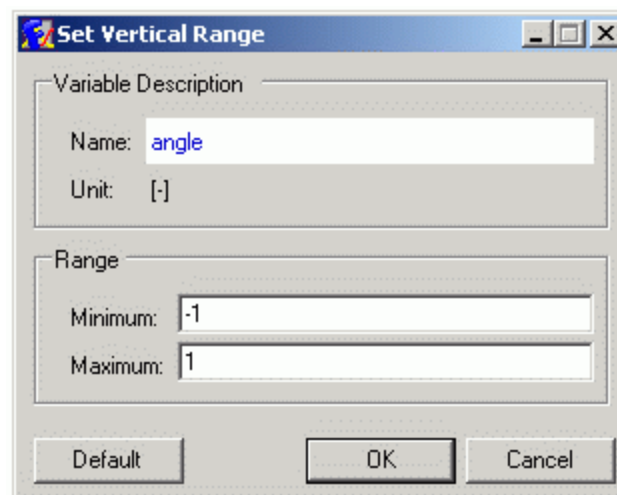 Set Vertical Range
Variable Description
Name: angle
Unit: [-]
Range
Minimum: -1
Maximum: 1
Default OK Cancel